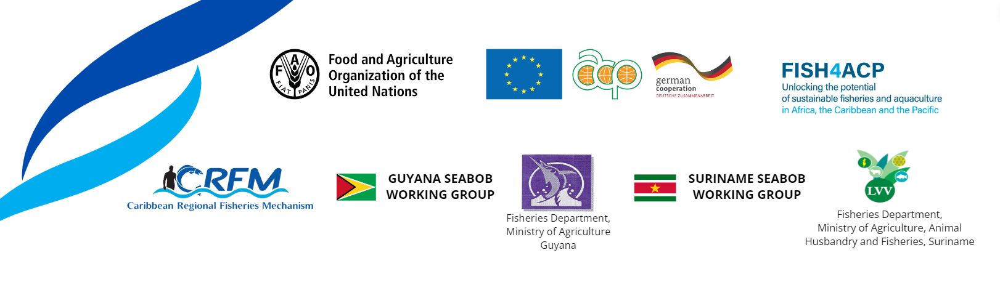 FAO
FIAT PANIS
Food and Agriculture
Organization of the
United Nations
acp
german
cooperation
DEUTSCHE ZUSAMMENARBEIT
FISH4ACP
Unlocking the potential
of sustainable fisheries and aquaculture
in Africa, the Caribbean and the Pacific
CRFM
Caribbean Regional Fisheries Mechanism
GUYANA SEABOB
WORKING GROUP
Fisheries Department,
Ministry of Agriculture
Guyana
SURINAME SEABOB
WORKING GROUP
LVV
Fisheries Department,
Ministry of Agriculture, Animal
Husbandry and Fisheries, Suriname